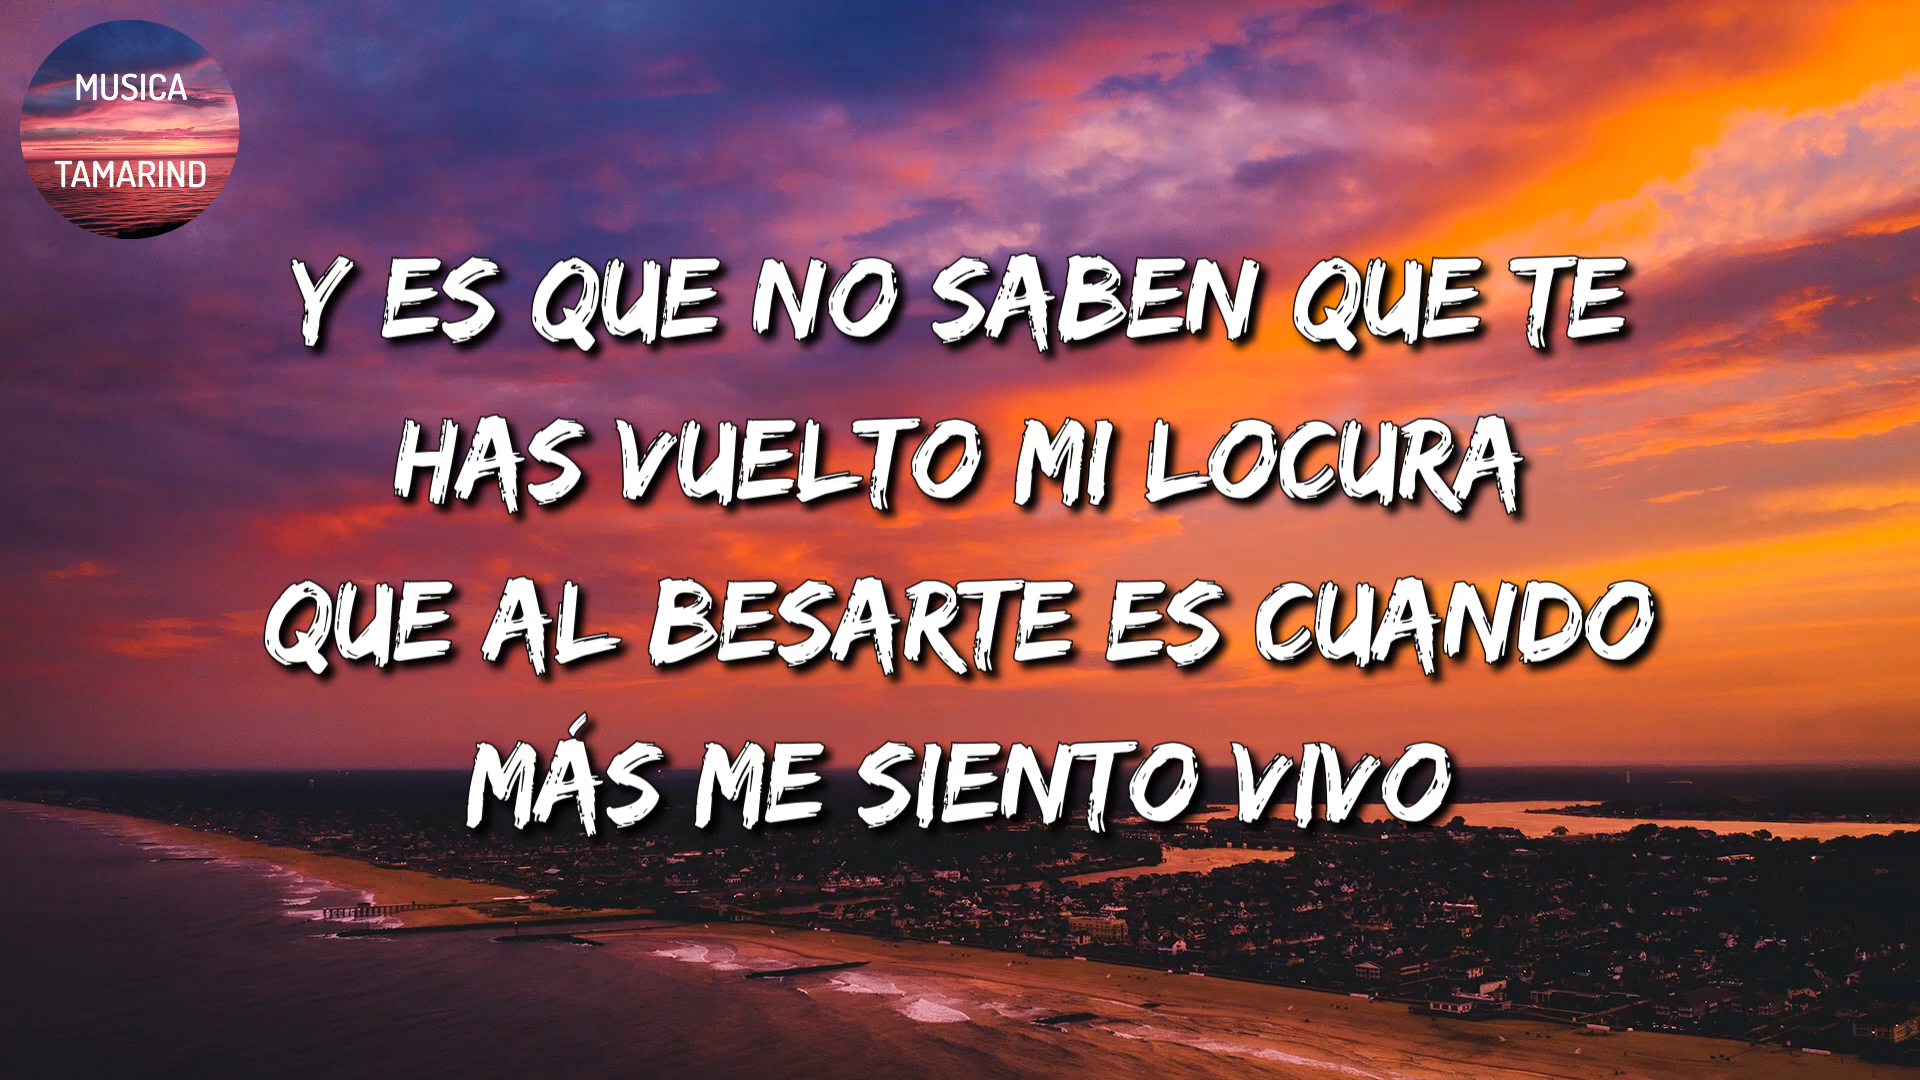 MUSICA
TAMARIND
Y ES QUE NO SABEN QUE TE
HAS VUELTO MI LOCURA
QUE AL BESARTE ES CUANDO
MÁS ME SIENTO VIVO